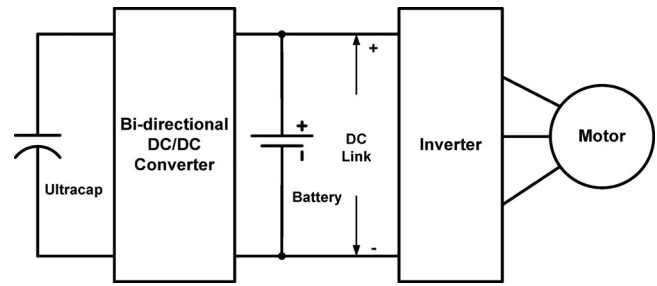 Ultracap
Bi-directional
DC/DC
Converter
+
Battery
+
DC
Link
-
Inverter
Motor